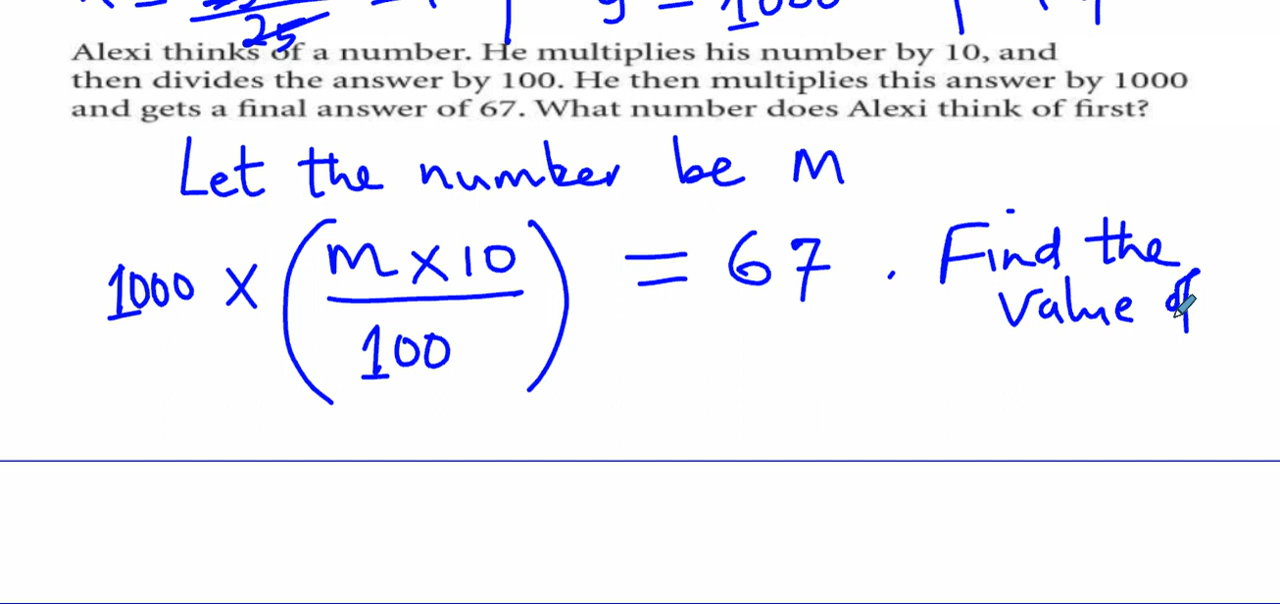 25
Alexi thinks of a number. He multiplies his number by 10, and
then divides the answer by 100. He then multiplies this answer by 1000
and gets a final answer of 67. What number does Alexi think of first?
Let the number be M
1000 × (m×10 / 100) = 67 . Find the
value of